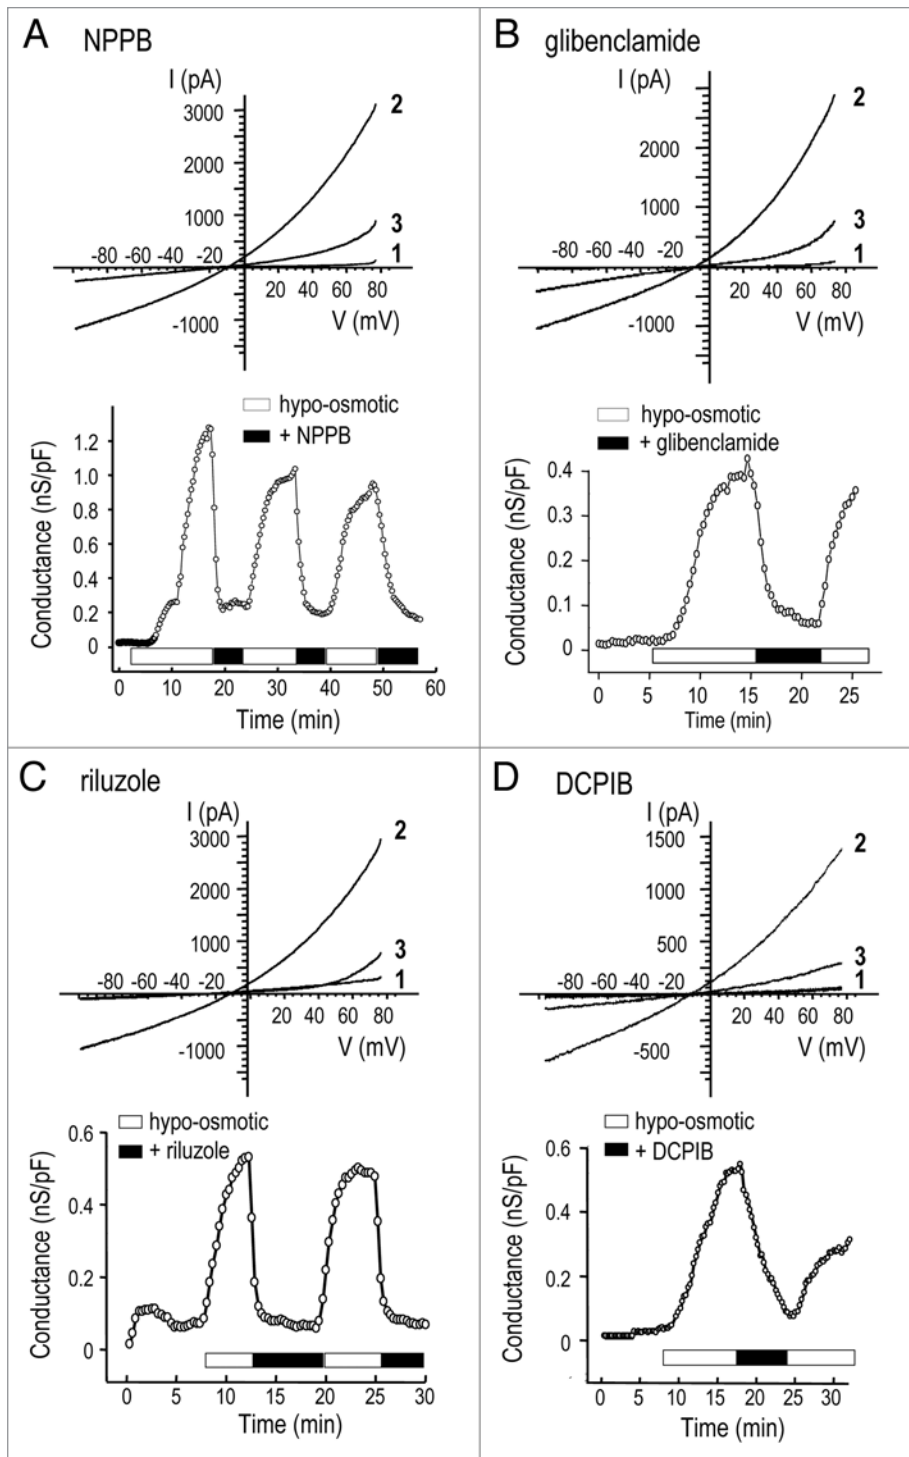 A NPPB
I (pA)
3000
2000
1000
-1000
-80 -60 -40 -20
20 40 60 80
V (mV)
2
3
1
hypo-osmotic
+ NPPB
Conductance (nS/pF)
1.2
1.0
0.8
0.6
0.4
0.2
0
0 10 20 30 40 50 60
Time (min)
B glibenclamide
I (pA)
2000
1000
-1000
-80 -60 -40 -20
20 40 60 80
V (mV)
2
3
1
hypo-osmotic
+ glibenclamide
Conductance (nS/pF)
0.4
0.3
0.2
0.1
0
0 5 10 15 20 25
Time (min)
C riluzole
I (pA)
3000
2000
1000
-1000
-80 -60 -40 -20
20 40 60 80
V (mV)
2
3
1
hypo-osmotic
+ riluzole
Conductance (nS/pF)
0.6
0.4
0.2
0
0 5 10 15 20 25 30
Time (min)
D DCPIB
I (pA)
1500
1000
500
-500
-80 -60 -40 -20
20 40 60 80
V (mV)
2
3
1
hypo-osmotic
+ DCPIB
Conductance (nS/pF)
0.6
0.4
0.2
0
0 5 10 15 20 25 30
Time (min)